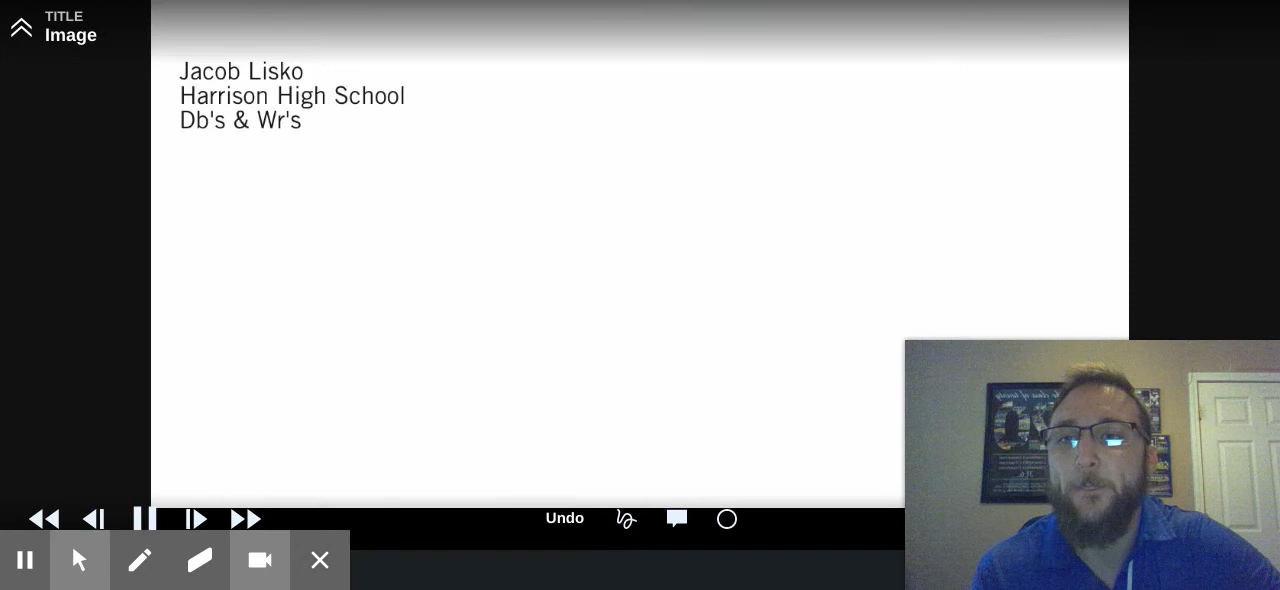 TITLE
Image
Jacob Lisko
Harrison High School
Db's & Wr's
Undo